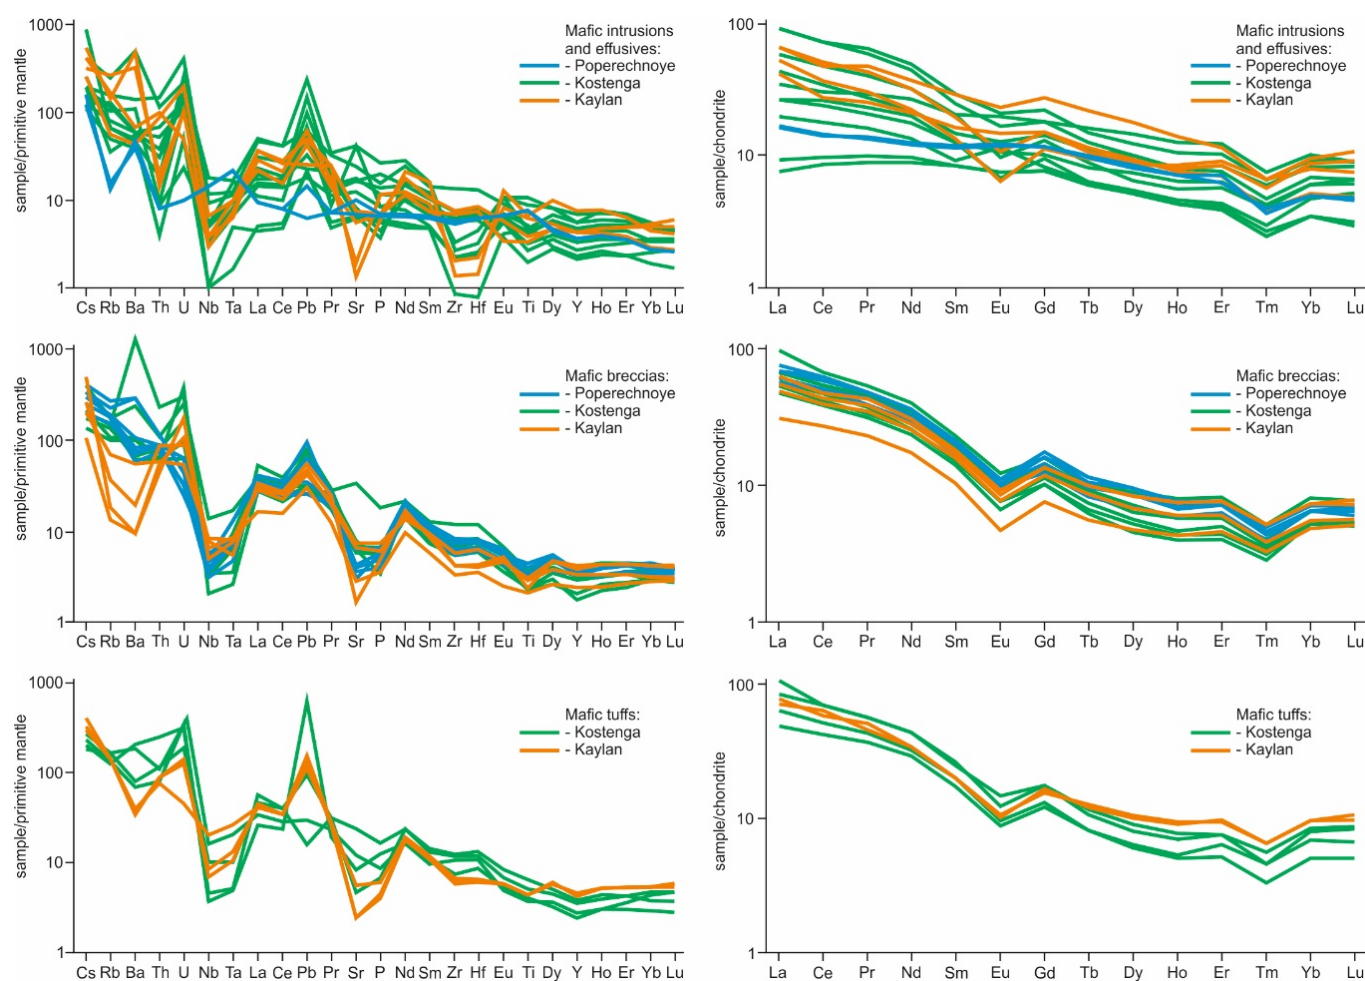 1000
100
10
1
sample/primitive mantle
Mafic intrusions
and effusives:
- Poperechnoye
- Kostenga
- Kaylan
Cs Rb Ba Th U Nb Ta La Ce Pb Pr Sr P Nd Sm Zr Hf Eu Ti Dy Y Ho Er Yb Lu
100
10
1
sample/chondrite
Mafic intrusions
and effusives:
- Poperechnoye
- Kostenga
- Kaylan
La Ce Pr Nd Sm Eu Gd Tb Dy Ho Er Tm Yb Lu
1000
100
10
1
sample/primitive mantle
Mafic breccias:
- Poperechnoye
- Kostenga
- Kaylan
Cs Rb Ba Th U Nb Ta La Ce Pb Pr Sr P Nd Sm Zr Hf Eu Ti Dy Y Ho Er Yb Lu
100
10
1
sample/chondrite
Mafic breccias:
- Poperechnoye
- Kostenga
- Kaylan
La Ce Pr Nd Sm Eu Gd Tb Dy Ho Er Tm Yb Lu
1000
100
10
1
sample/primitive mantle
Mafic tuffs:
- Kostenga
- Kaylan
Cs Rb Ba Th U Nb Ta La Ce Pb Pr Sr P Nd Sm Zr Hf Eu Ti Dy Y Ho Er Yb Lu
100
10
1
sample/chondrite
Mafic tuffs:
- Kostenga
- Kaylan
La Ce Pr Nd Sm Eu Gd Tb Dy Ho Er Tm Yb Lu